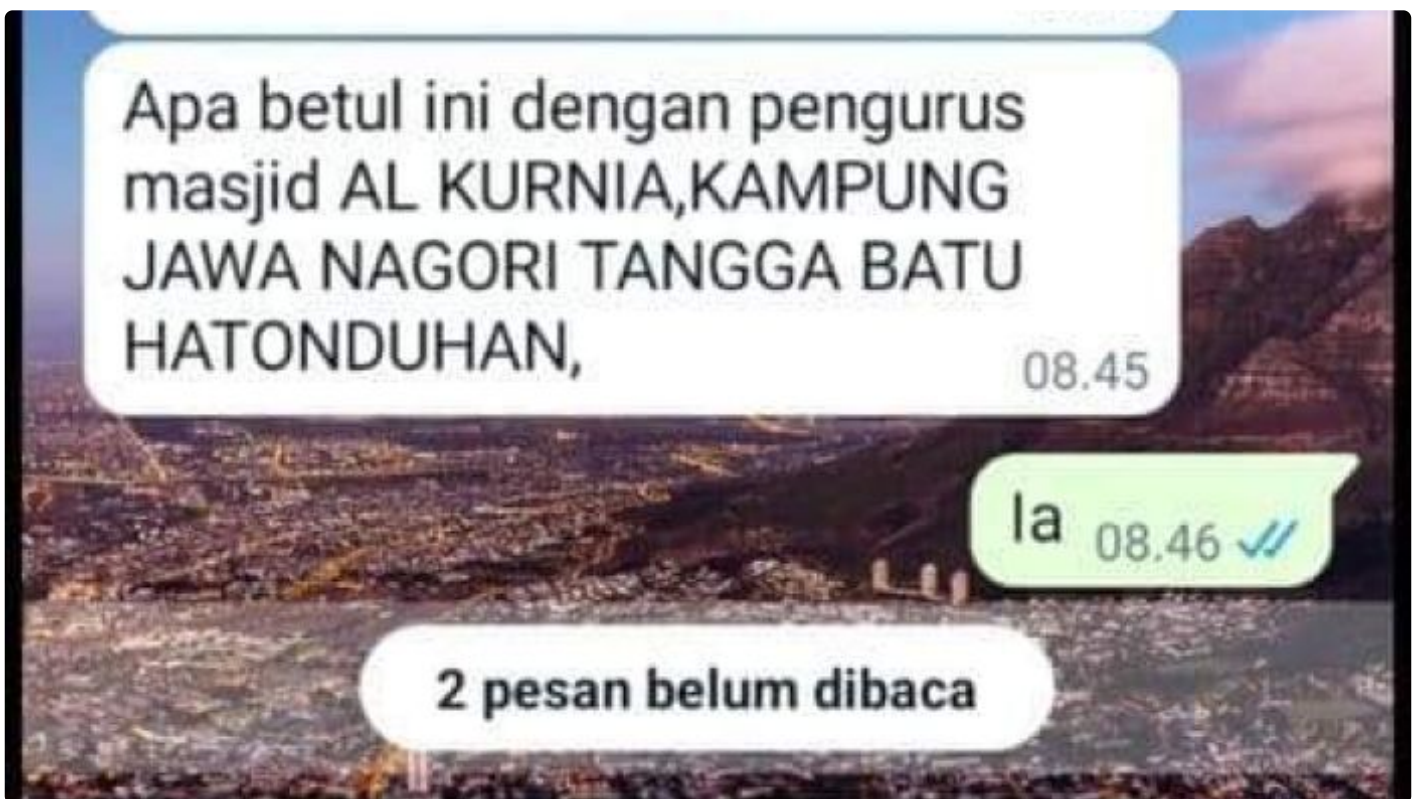 Apa betul ini dengan pengurus
masjid AL KURNIA,KAMPUNG
JAWA NAGORI TANGGA BATU
HATONDUHAN,
08.45
Ia 08.46
2 pesan belum dibaca